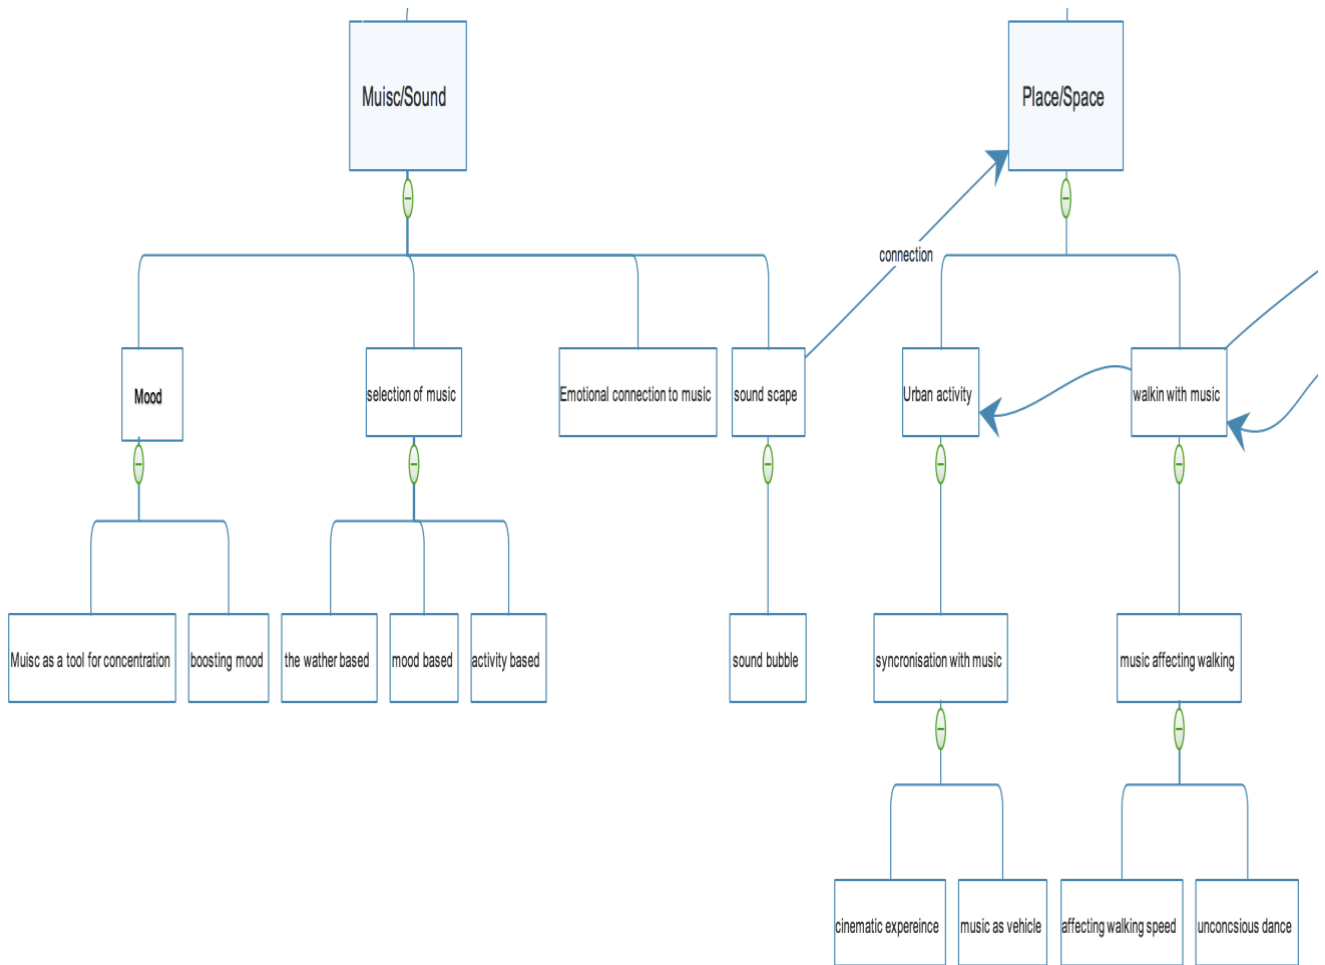 Muisc/Sound
Place/Space
connection
Mood
selection of music
Emotional connection to music
sound scape
Urban activity
walkin with music
Muisc as a tool for concentration
boosting mood
the wather based
mood based
activity based
sound bubble
syncronisation with music
music affecting walking
cinematic expereince
music as vehicle
affecting walking speed
unconcsious dance